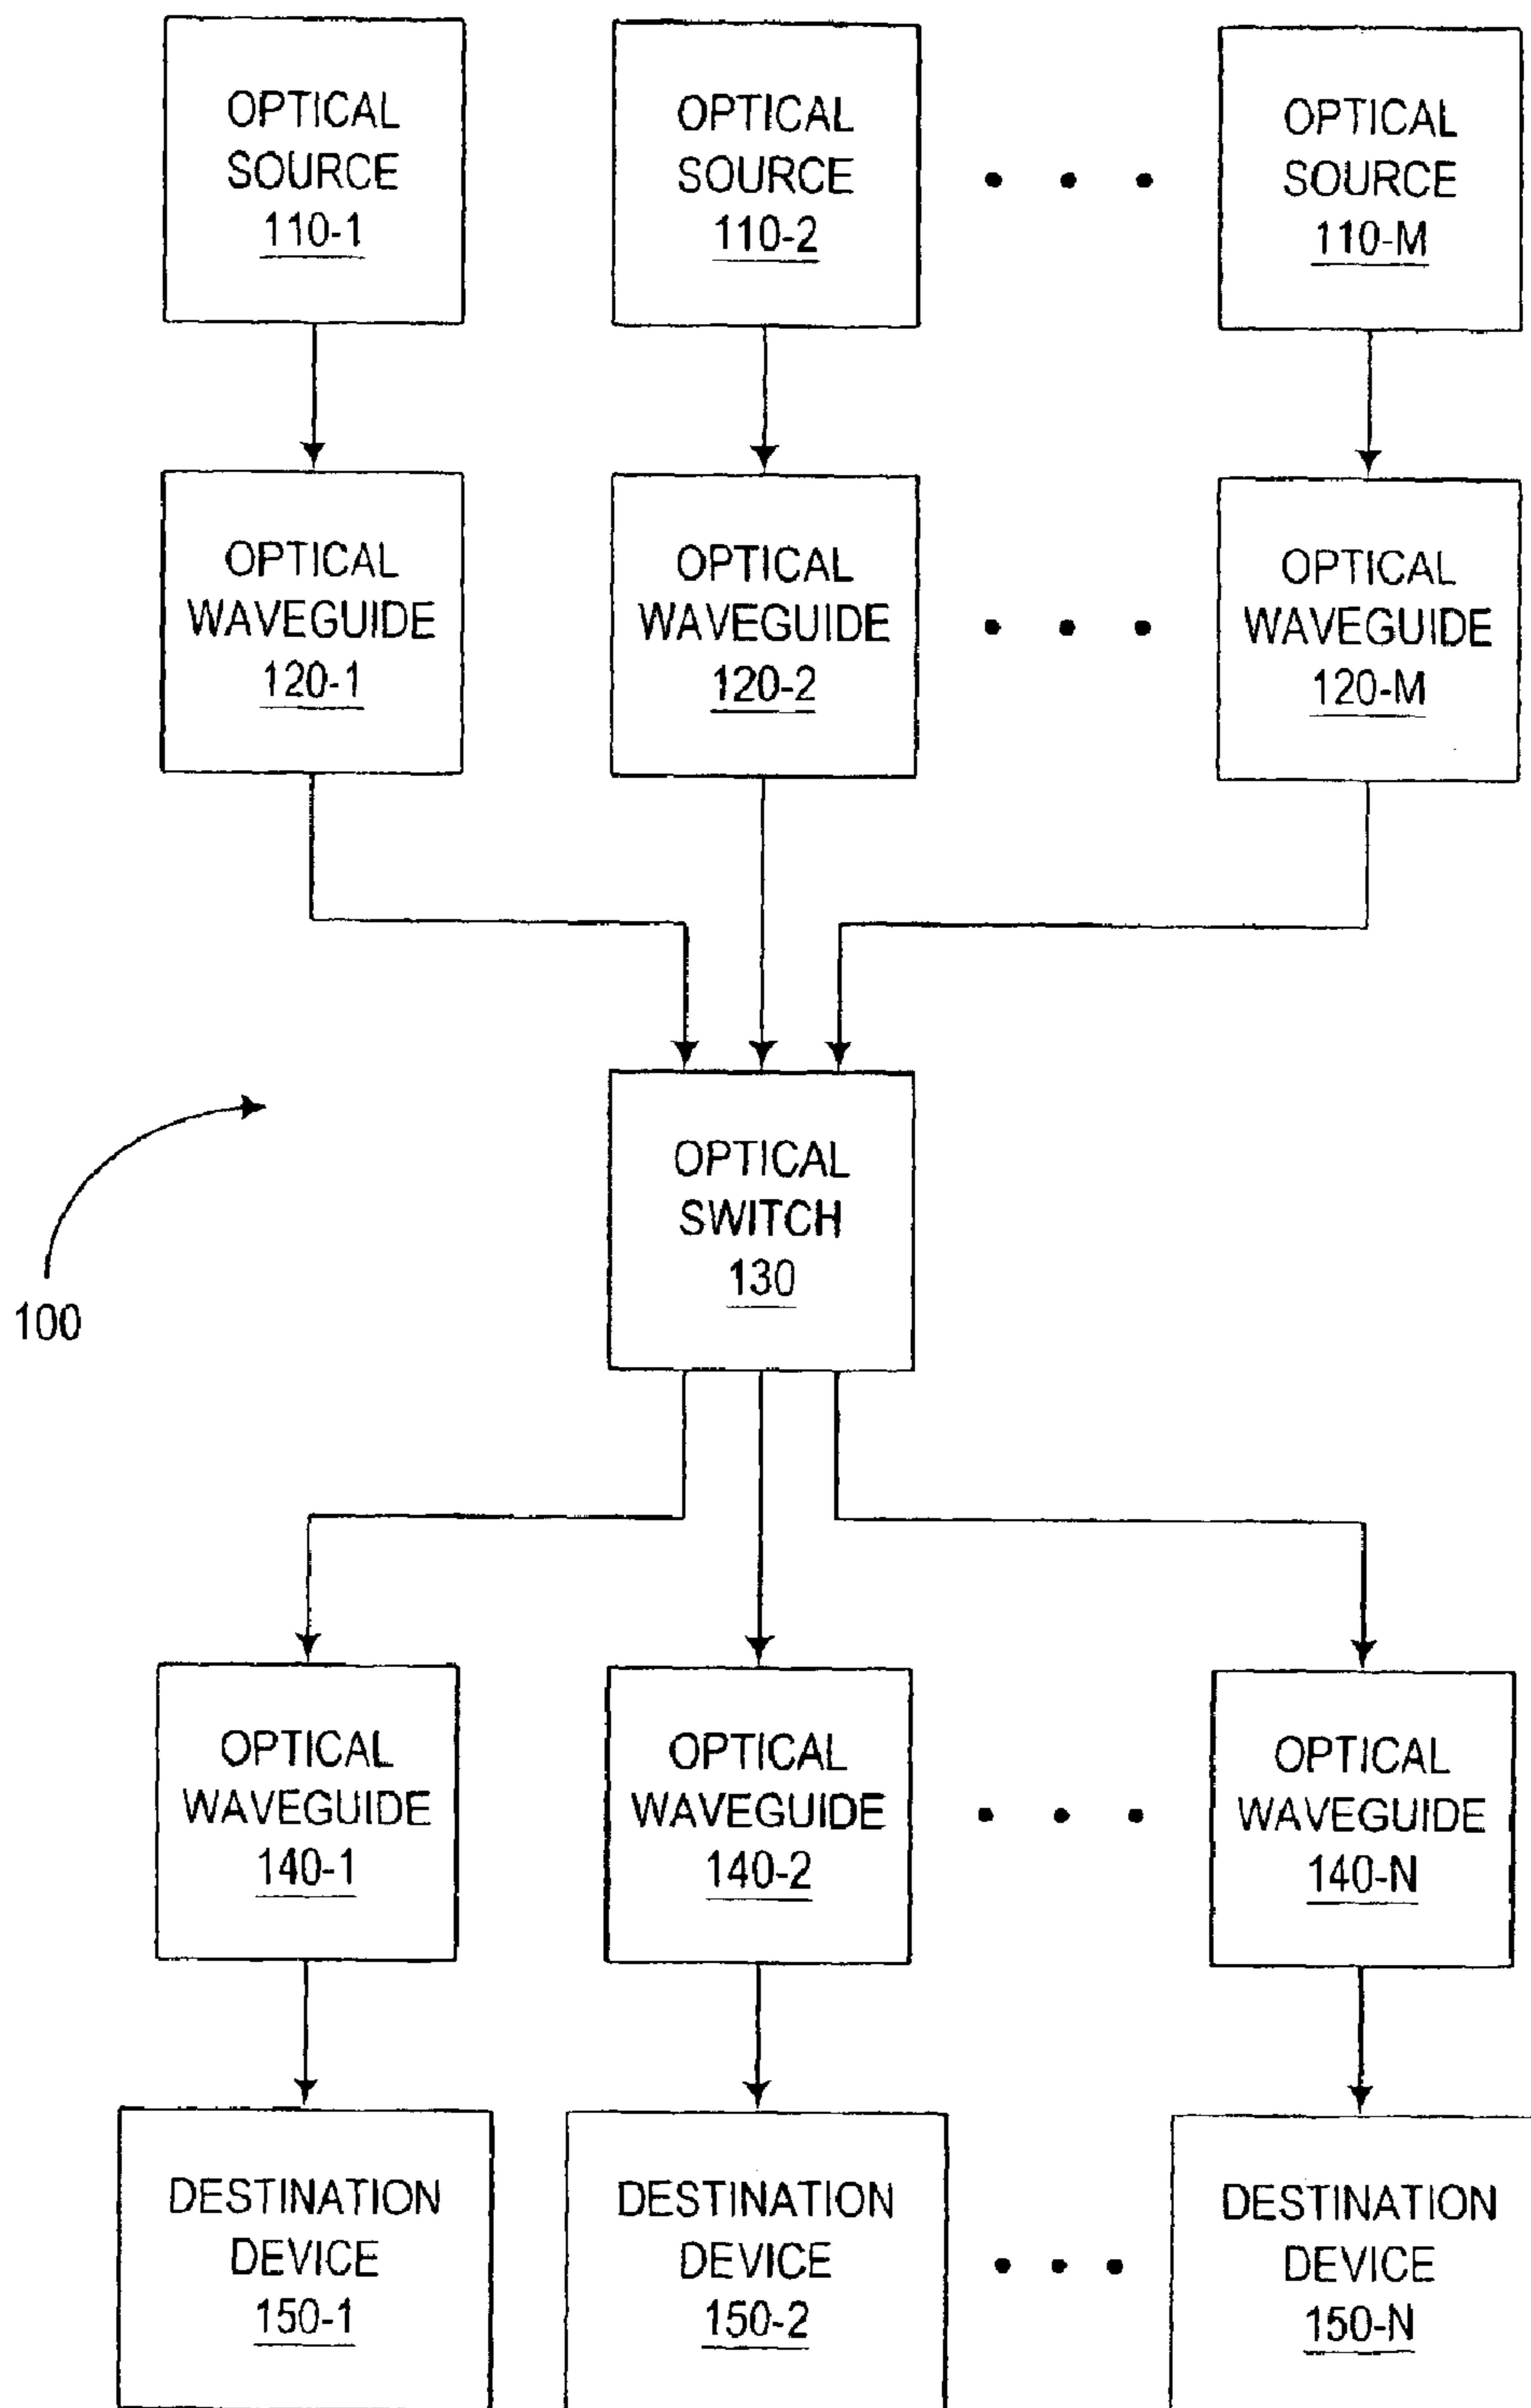 OPTICAL
SOURCE
110-1
OPTICAL
SOURCE
110-2
OPTICAL
SOURCE
110-M
OPTICAL
WAVEGUIDE
120-1
OPTICAL
WAVEGUIDE
120-2
OPTICAL
WAVEGUIDE
120-M
OPTICAL
SWITCH
130
100
OPTICAL
WAVEGUIDE
140-1
OPTICAL
WAVEGUIDE
140-2
OPTICAL
WAVEGUIDE
140-N
DESTINATION
DEVICE
150-1
DESTINATION
DEVICE
150-2
DESTINATION
DEVICE
150-N